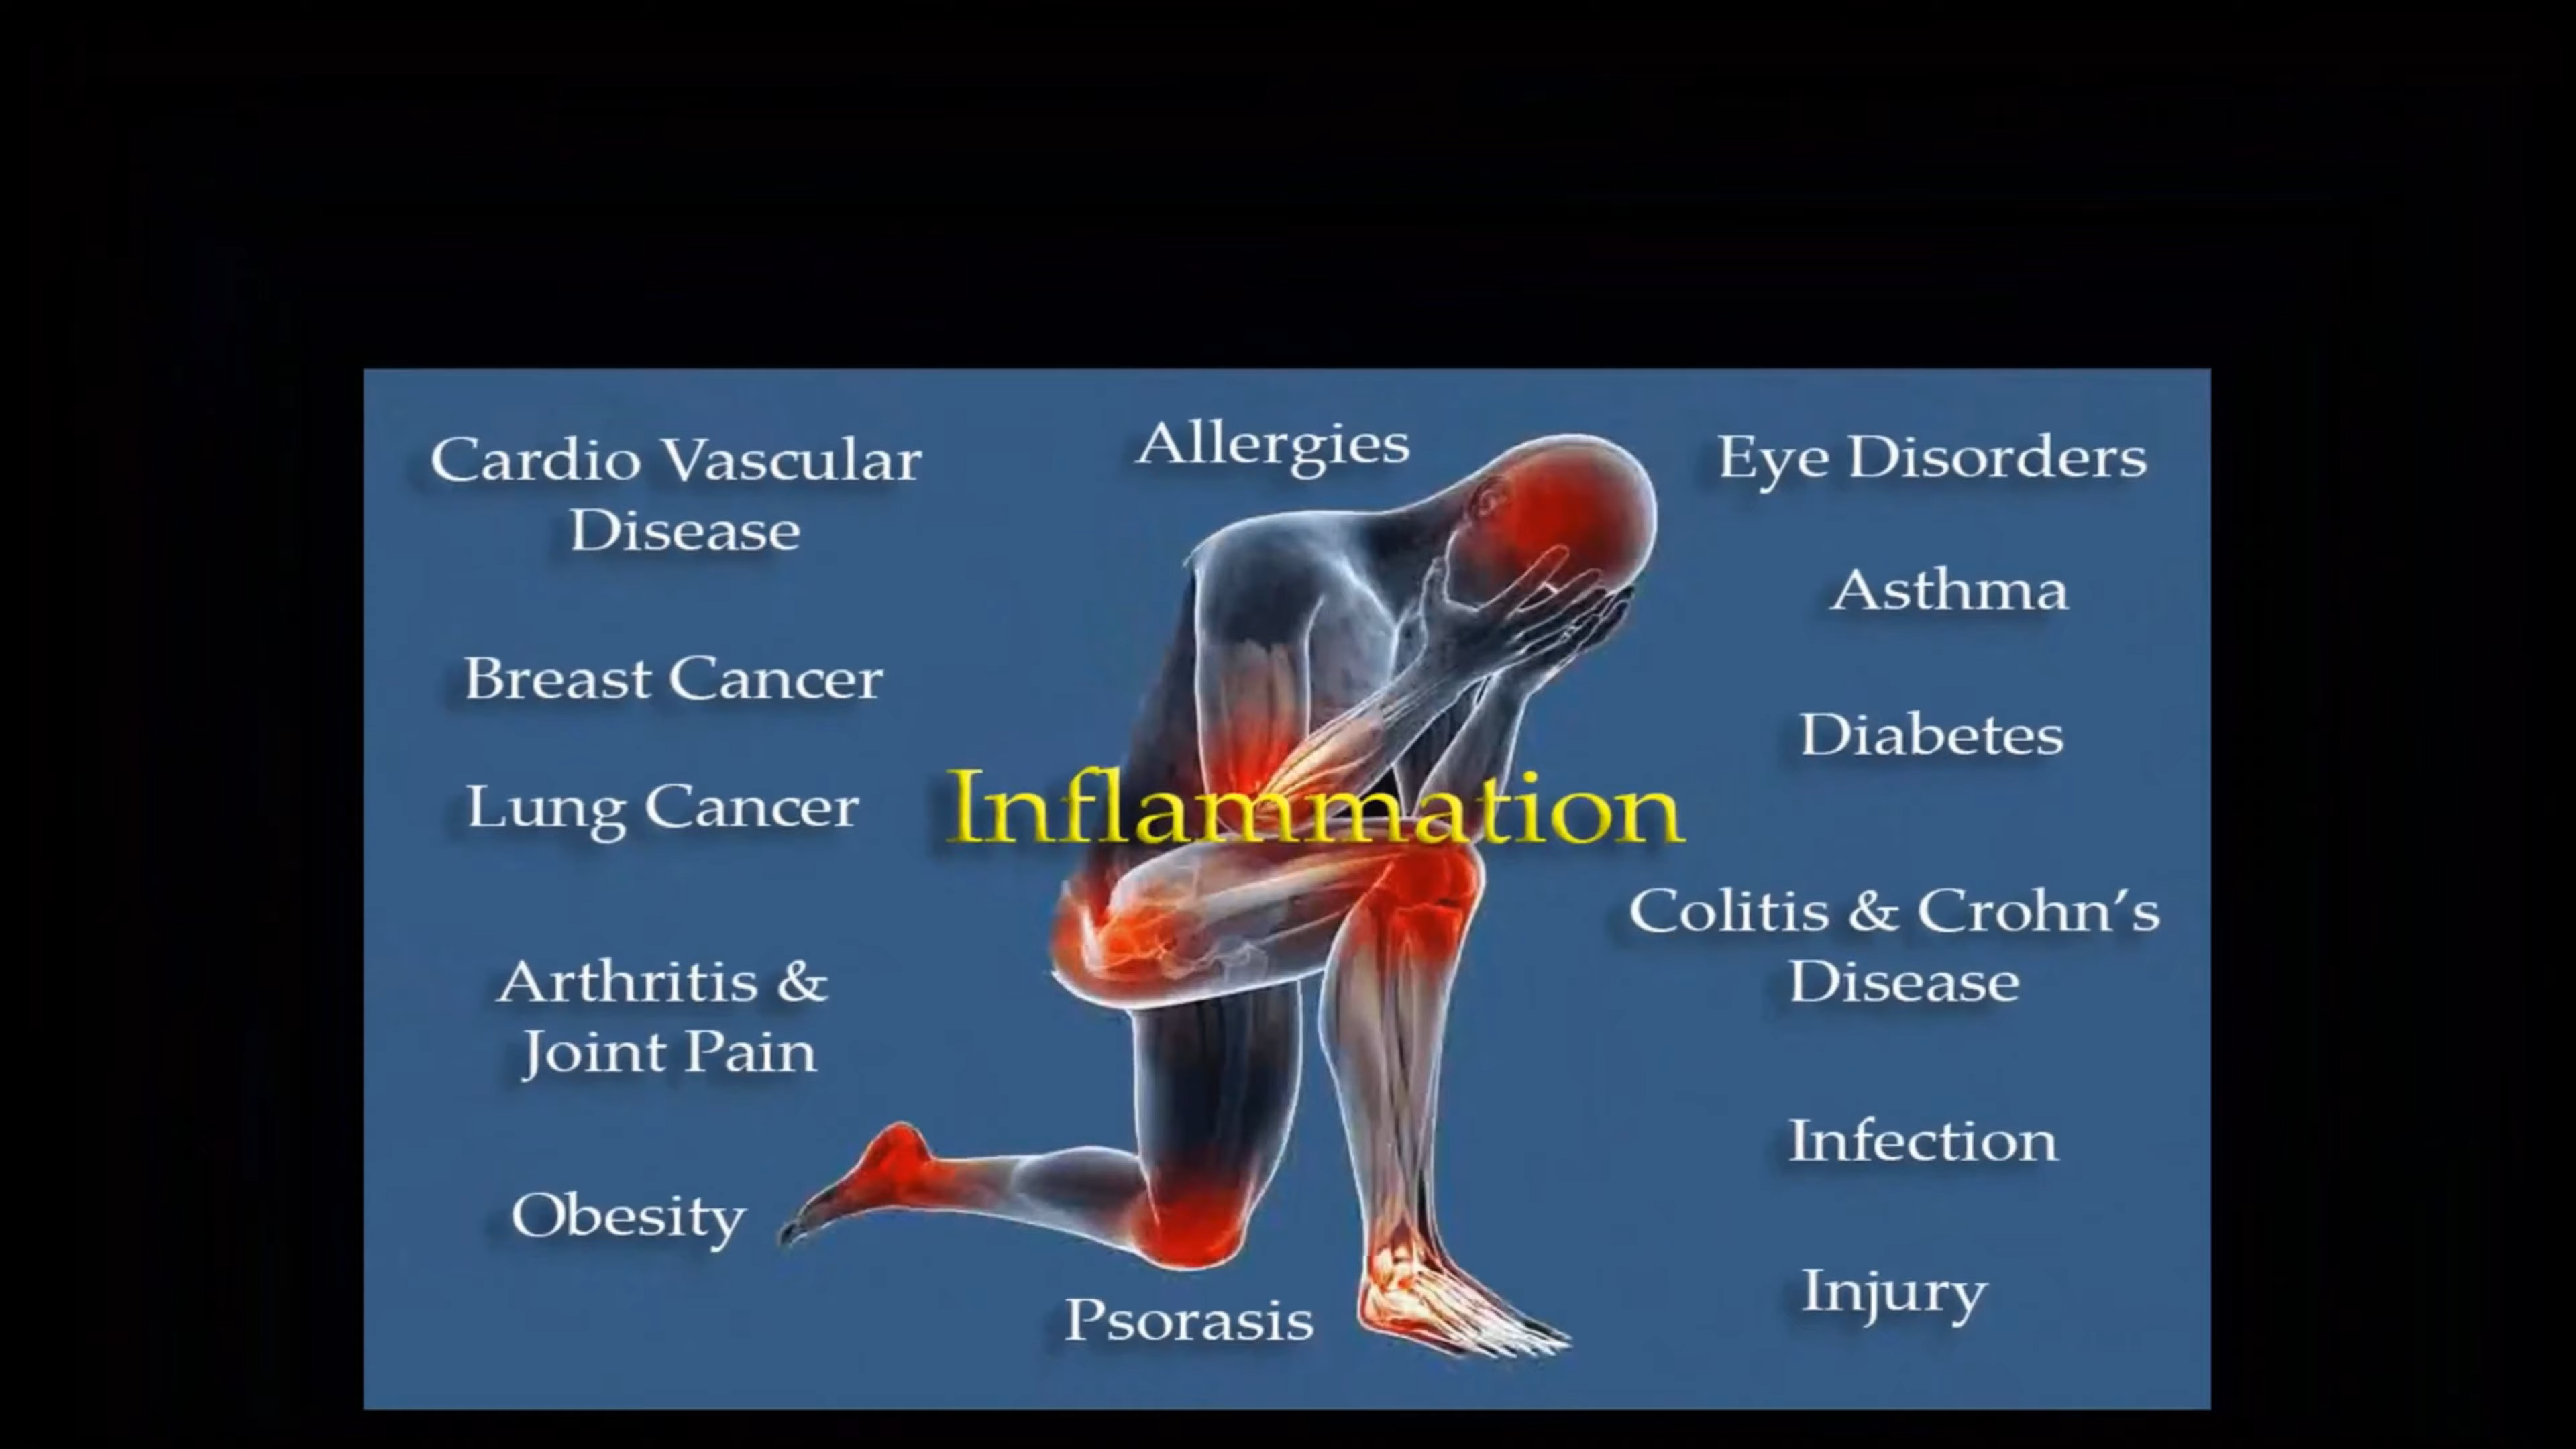 Cardio Vascular
Disease
Breast Cancer
Lung Cancer
Arthritis &
Joint Pain
Obesity
Allergies
Inflammation
Psorasis
Eye Disorders
Asthma
Diabetes
Colitis & Crohn’s
Disease
Infection
Injury